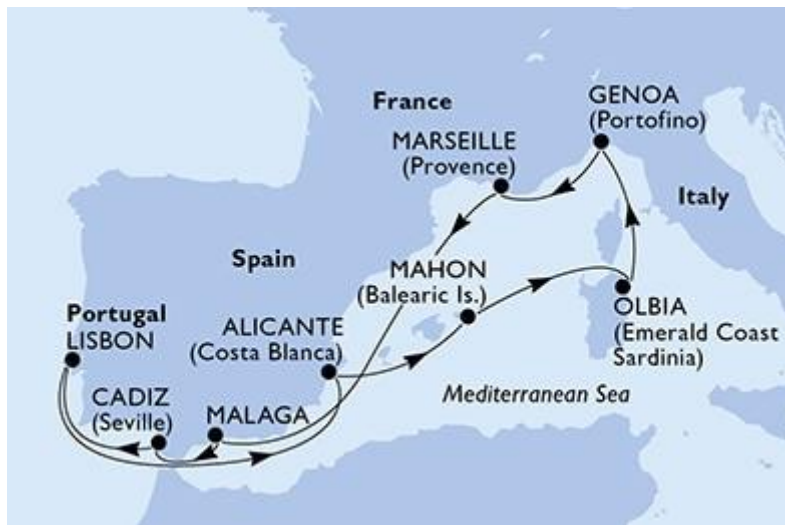 France
GENOA
(Portofino)
MARSEILLE
(Provence)
Italy
Spain
MAHON
(Balearic Is.)
Portugal
LISBON
ALICANTE
(Costa Blanca)
OLBIA
(Emerald Coast
Sardinia)
CADIZ
(Seville)
MALAGA
Mediterranean Sea